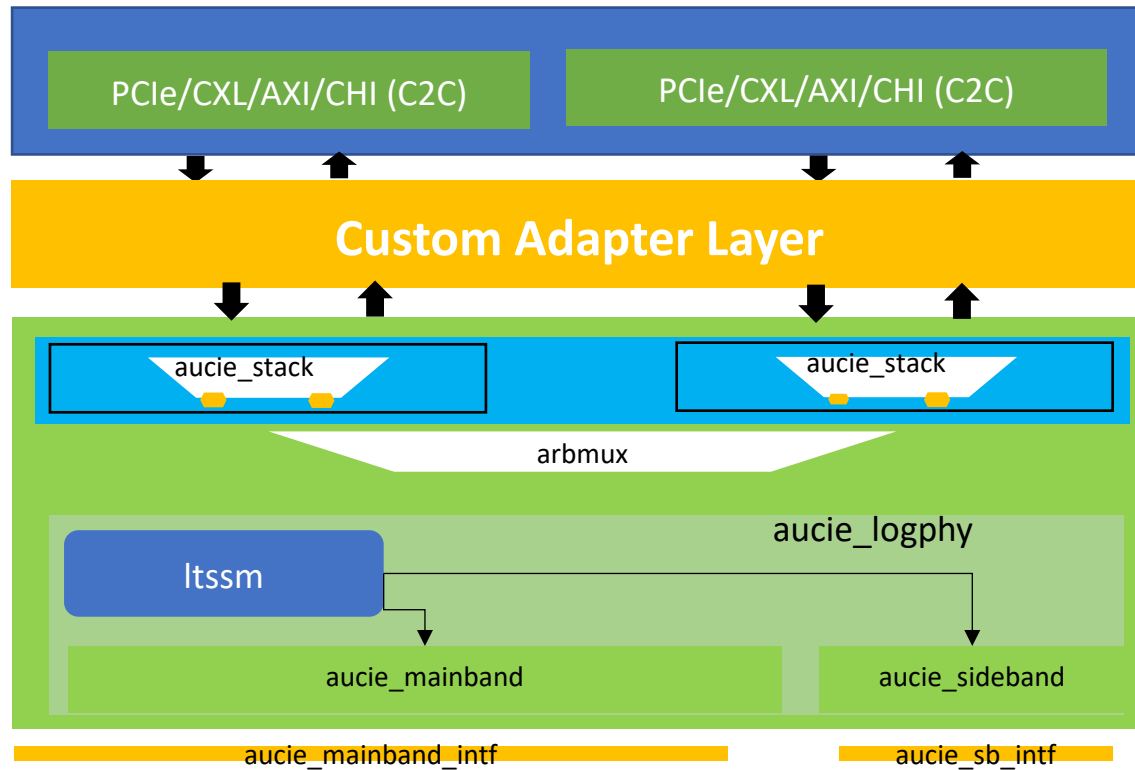 PCIe/CXL/AXI/CHI (C2C)
PCIe/CXL/AXI/CHI (C2C)
Custom Adapter Layer
aucie_stack
aucie_stack
arbmux
aucie_logphy
ltssm
aucie_mainband
aucie_sideband
aucie_mainband_intf
aucie_sb_intf